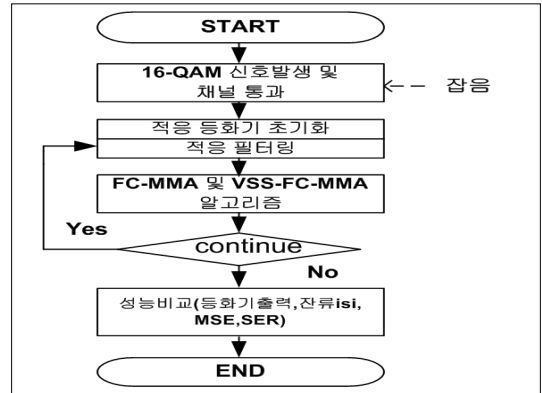 START
16-QAM 신호발생 및
채널 통과
잡음
적응 등화기 초기화
적응 필터링
FC-MMA 및 VSS-FC-MMA
알고리즘
Yes
continue
No
성능비교(등화기출력,잔류isi,
MSE,SER)
END